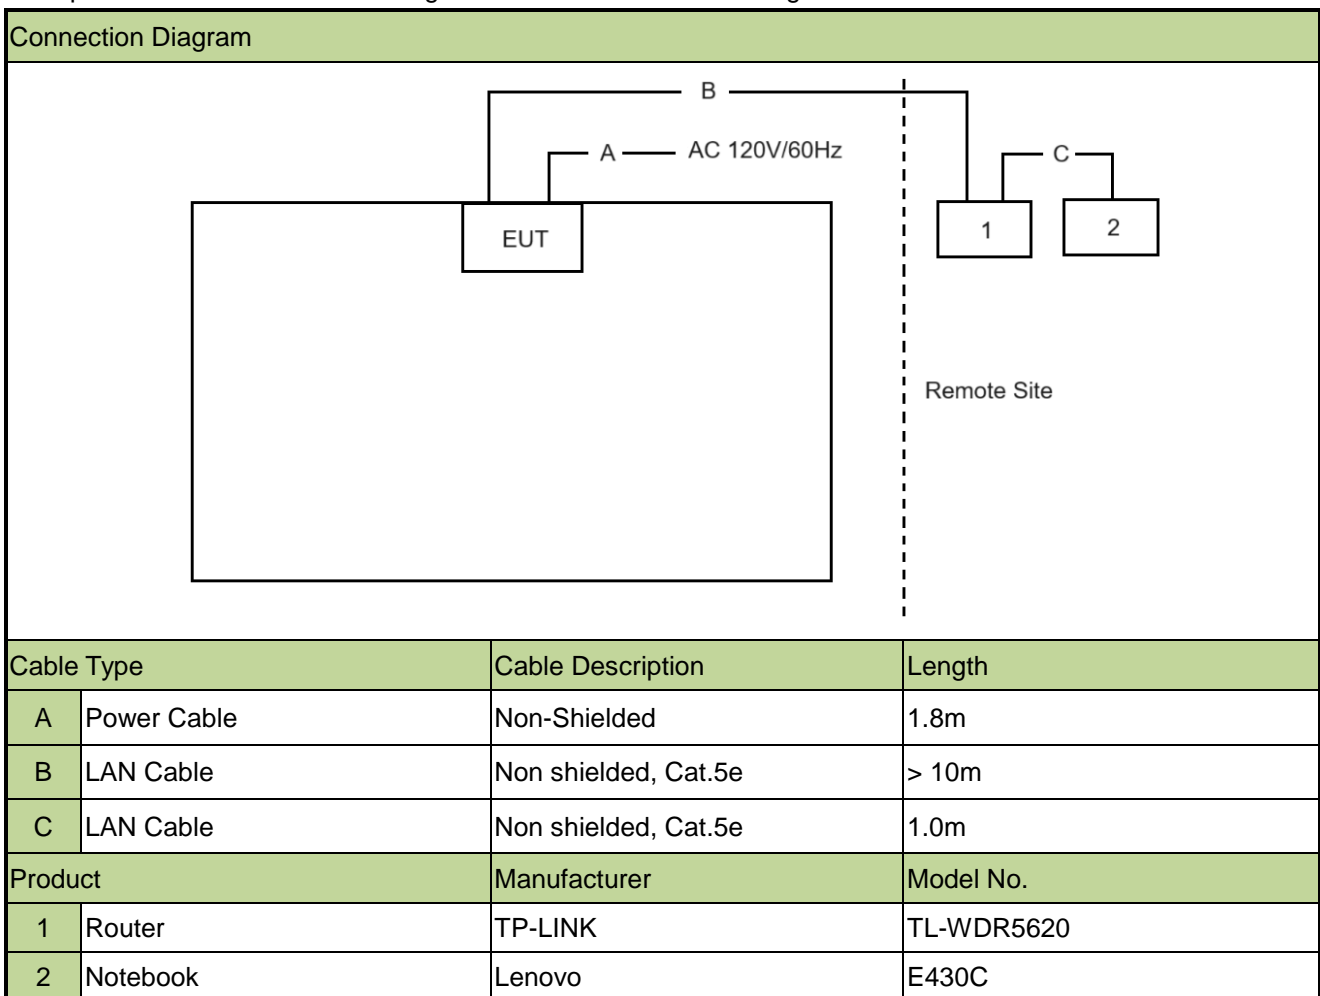 Connection Diagram
B
A AC 120V/60Hz
C
EUT
1
2
Remote Site
Cable Type Cable Description Length
A Power Cable Non-Shielded 1.8m
B LAN Cable Non shielded, Cat.5e > 10m
C LAN Cable Non shielded, Cat.5e 1.0m
Product Manufacturer Model No.
1 Router TP-LINK TL-WDR5620
2 Notebook Lenovo E430C